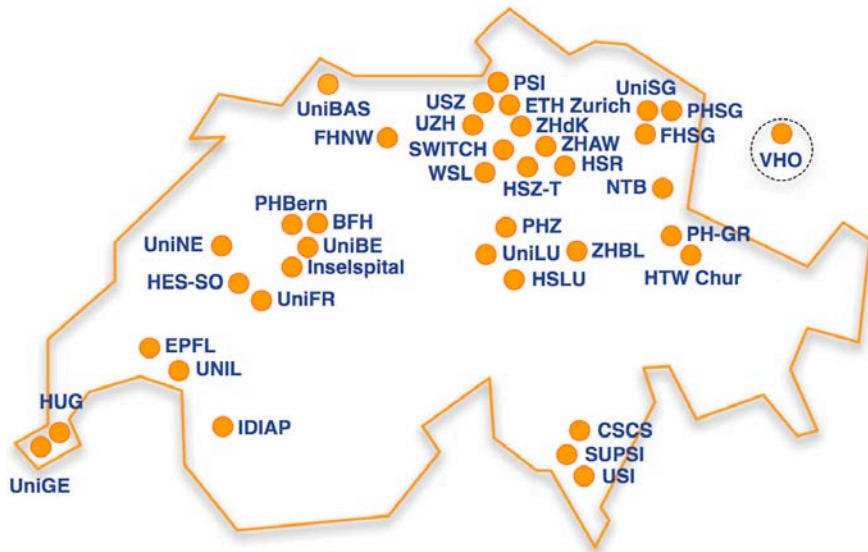 PSI
UniSG
UniBAS
USZ
ETH Zurich
PHSG
UZH
ZHdK
FHSG
FHNW
SWITCH
ZHAW
VHO
WSL
HSR
HSZ-T
NTB
PHBern
BFH
PHZ
PH-GR
UniNE
UniBE
UniLU
ZHBL
Inselspital
HTW Chur
HES-SO
HSLU
UniFR
EPFL
UNIL
HUG
IDIAP
CSCS
SUPSI
USI
UniGE